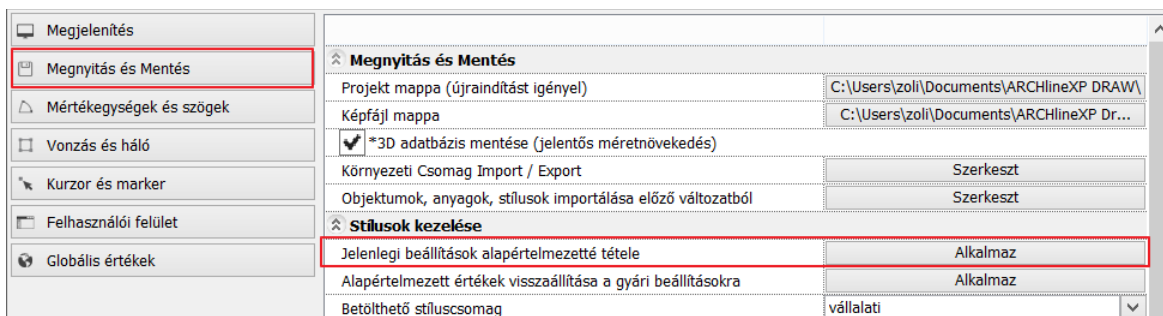 Megjelenítés
Megnyitás és Mentés
Mértékegységek és szögek
Vonzás és háló
Kurzor és marker
Felhasználói felület
Globális értékek
Megnyitás és Mentés
Projekt mappa (újraindítást igényel) C:\Users\zoli\Documents\ARCHlineXP DRAW\
Képfájl mappa C:\Users\zoli\Documents\ARCHlineXP Dr...
*3D adatbázis mentése (jelentős méretnövekedés)
Környezeti Csomag Import / Export Szerkeszt
Objektumok, anyagok, stílusok importálása előző változatból Szerkeszt
Stílusok kezelése
Jelenlegi beállítások alapértelmezetté tétele Alkalmaz
Alapértelmezett értékek visszaállítása a gyári beállításokra Alkalmaz
Betölthető stíluscsomag vállalati